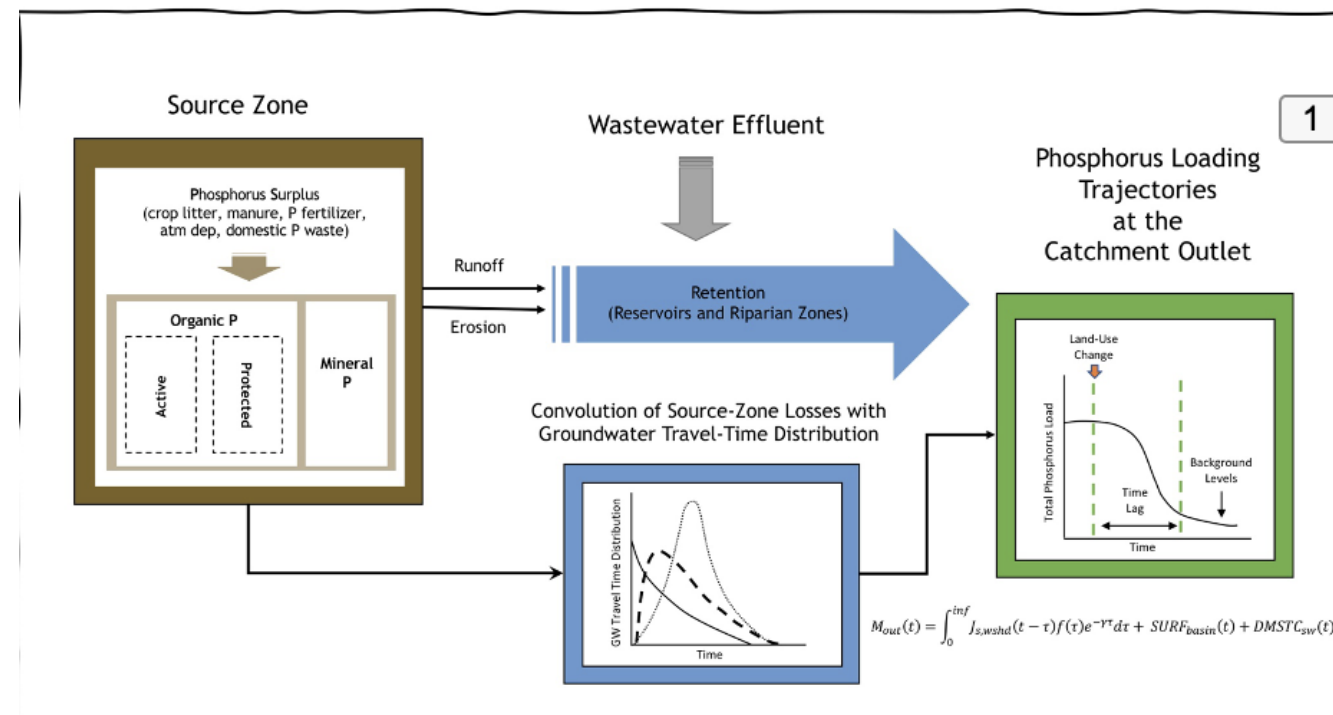 Source Zone
Phosphorus Surplus
(crop litter, manure, P fertilizer,
atm dep, domestic P waste)
Organic P
Active
Protected
Mineral
P
Runoff
Erosion
Wastewater Effluent
Retention
(Reservoirs and Riparian Zones)
Convolution of Source-Zone Losses with
Groundwater Travel-Time Distribution
GW Travel Time Distribution
Time
1
Phosphorus Loading
Trajectories
at the
Catchment Outlet
Land-Use
Change
Total Phosphorus Load
Time
Lag
Background
Levels
Time
M_out(t) = ∫_0^inf J_s,wshd(t − τ)f(τ)e^−γτ dτ + SURF_basin(t) + DMSTC_sw(t)